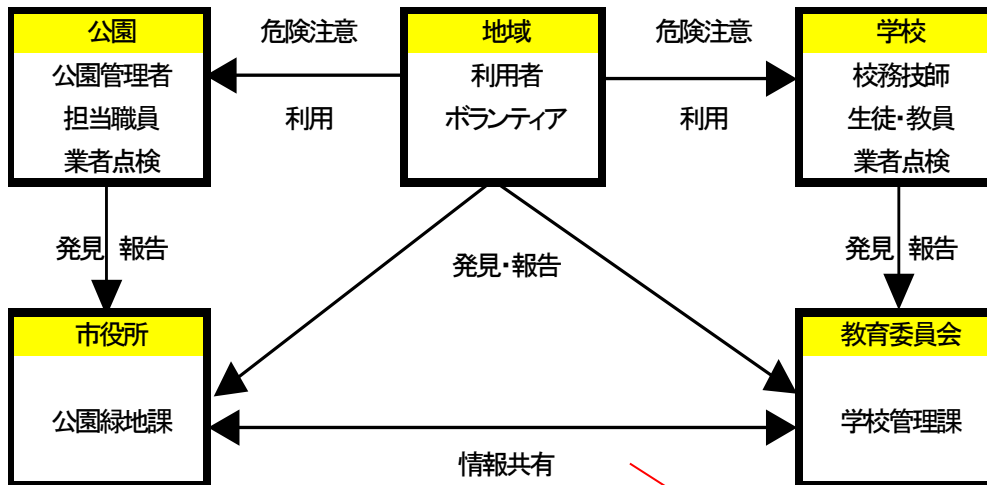 公園
公園管理者
担当職員
業者点検
危険注意
利用
地域
利用者
ボランティア
危険注意
利用
学校
校務技師
生徒・教員
業者点検
発見 報告
発見・報告
発見 報告
市役所
公園緑地課
情報共有
教育委員会
学校管理課